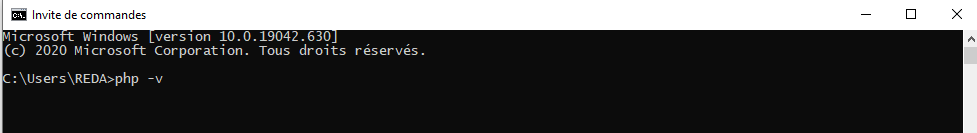 Invite de commandes
Microsoft Windows [version 10.0.19042.630]
(c) 2020 Microsoft Corporation. Tous droits réservés.
C:\Users\REDA>php -v